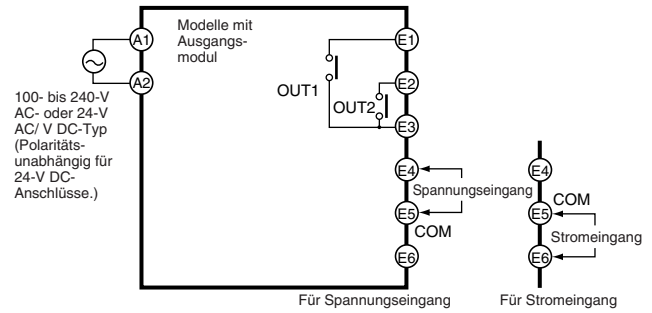 Modelle mit
Ausgangs-
modul
A1
A2
100- bis 240-V
AC- oder 24-V
AC/ V DC-Typ
(Polaritäts-
unabhängig für
24-V DC-
Anschlüsse.)
OUT1
OUT2
E1
E2
E3
E4
Spannungseingang
E5
COM
E6
Für Spannungseingang
E4
COM
E5
Stromeingang
E6
Für Stromeingang